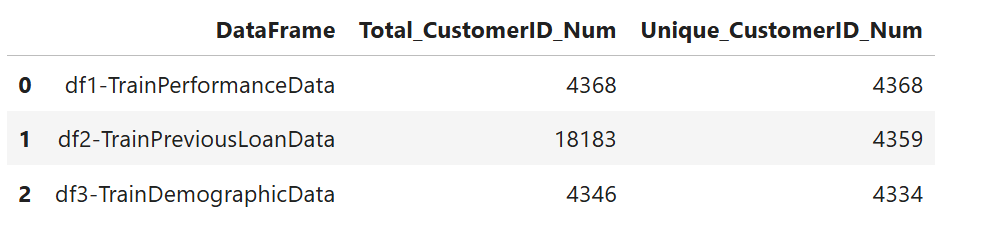 DataFrame Total_CustomerID_Num Unique_CustomerID_Num
0 df1-TrainPerformanceData 4368 4368
1 df2-TrainPreviousLoanData 18183 4359
2 df3-TrainDemographicData 4346 4334